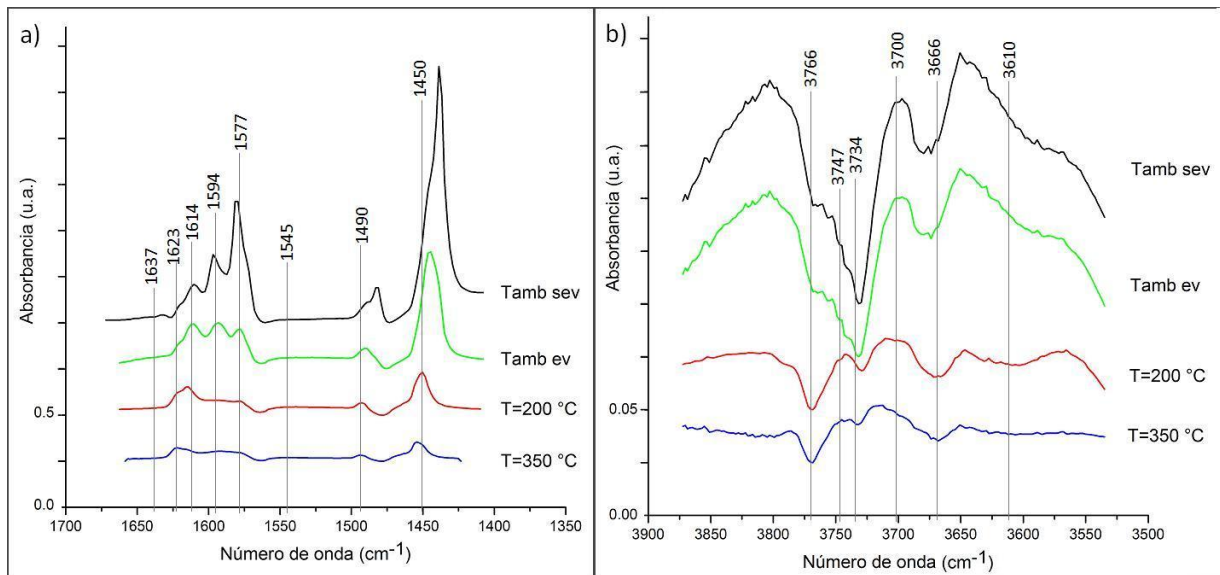 a)
1637
1623
1614
1594
1577
1545
1490
1450
Absorbancia (u.a.)
Tamb sev
Tamb ev
T=200 °C
T=350 °C
0.5
0.0
1700
1650
1600
1550
1500
1450
1400
1350
Número de onda (cm⁻¹)
b)
3766
3747
3734
3700
3666
3610
Absorbancia (u.a.)
Tamb sev
Tamb ev
T=200 °C
T=350 °C
0.05
0.00
3900
3850
3800
3750
3700
3650
3600
3550
3500
Número de onda (cm⁻¹)